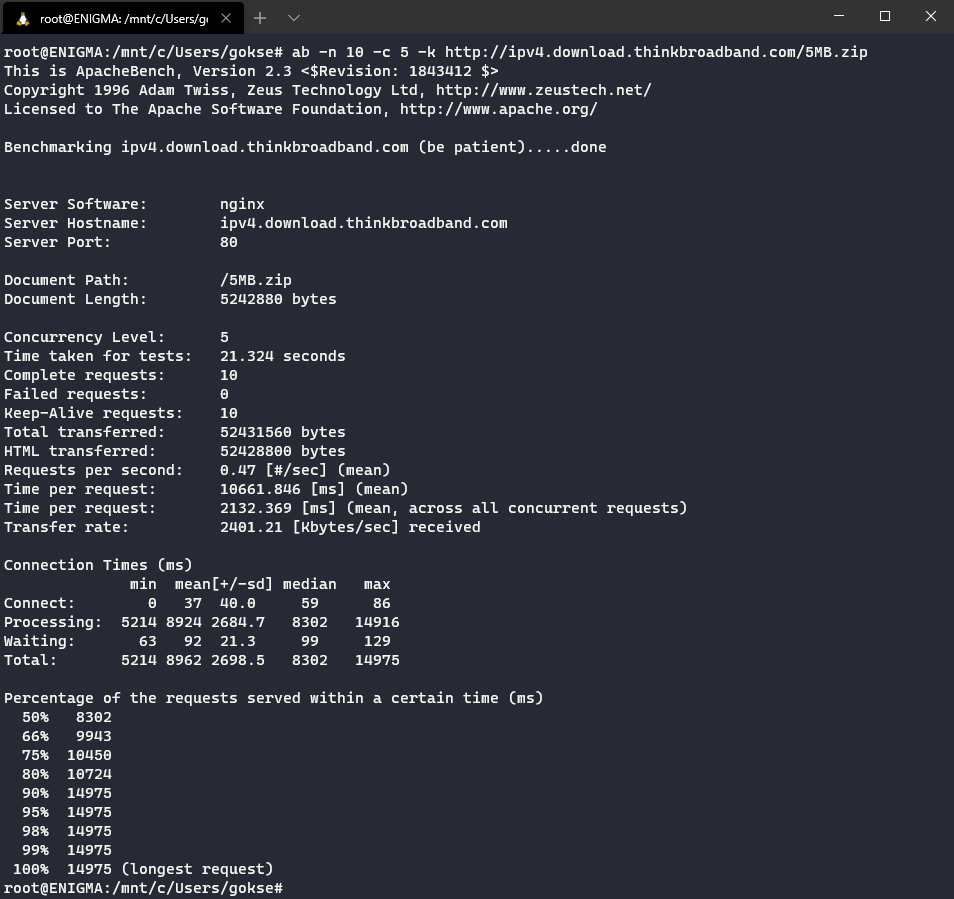 root@ENIGMA: /mnt/c/Users/go
root@ENIGMA:/mnt/c/Users/gokse# ab -n 10 -c 5 -k http://ipv4.download.thinkbroadband.com/5MB.zip
This is ApacheBench, Version 2.3 <$Revision: 1843412 $>
Copyright 1996 Adam Twiss, Zeus Technology Ltd, http://www.zeustech.net/
Licensed to The Apache Software Foundation, http://www.apache.org/

Benchmarking ipv4.download.thinkbroadband.com (be patient).....done


Server Software:        nginx
Server Hostname:        ipv4.download.thinkbroadband.com
Server Port:            80

Document Path:          /5MB.zip
Document Length:        5242880 bytes

Concurrency Level:      5
Time taken for tests:   21.324 seconds
Complete requests:      10
Failed requests:        0
Keep-Alive requests:    10
Total transferred:      52431560 bytes
HTML transferred:       52428800 bytes
Requests per second:    0.47 [#/sec] (mean)
Time per request:       10661.846 [ms] (mean)
Time per request:       2132.369 [ms] (mean, across all concurrent requests)
Transfer rate:          2401.21 [Kbytes/sec] received

Connection Times (ms)
              min  mean[+/-sd] median   max
Connect:        0   37  40.0     59      86
Processing:  5214 8924 2684.7   8302   14916
Waiting:       63   92  21.3     99     129
Total:       5214 8962 2698.5   8302   14975

Percentage of the requests served within a certain time (ms)
  50%   8302
  66%   9943
  75%  10450
  80%  10724
  90%  14975
  95%  14975
  98%  14975
  99%  14975
 100%  14975 (longest request)
root@ENIGMA:/mnt/c/Users/gokse#